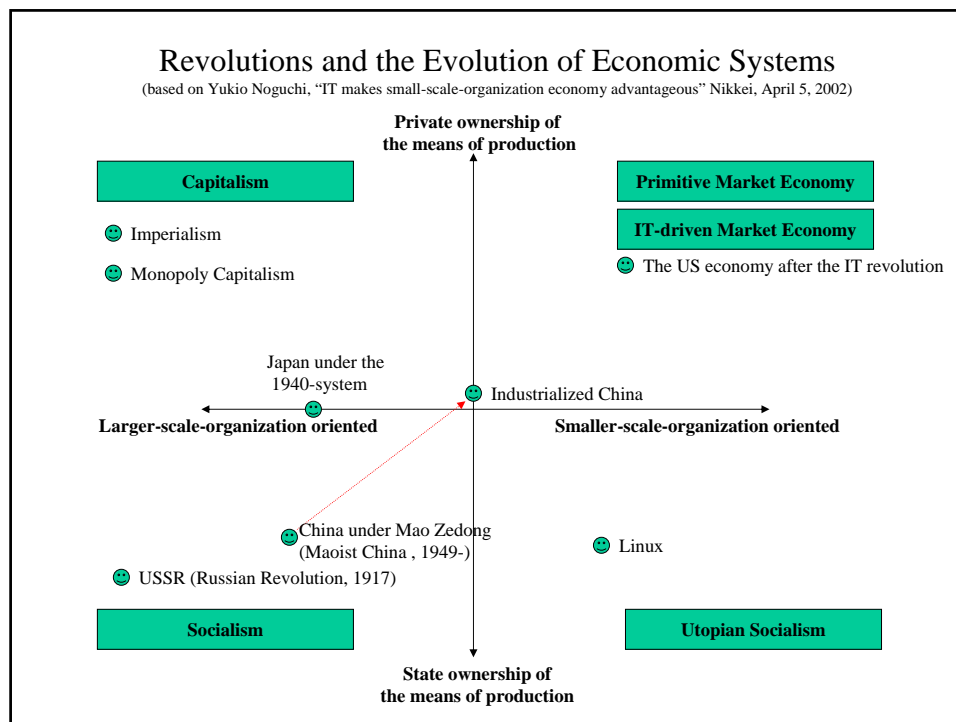 Revolutions and the Evolution of Economic Systems
(based on Yukio Noguchi, “IT makes small-scale-organization economy advantageous” Nikkei, April 5, 2002)
Private ownership of
the means of production
Capitalism
Primitive Market Economy
IT-driven Market Economy
Imperialism
Monopoly Capitalism
The US economy after the IT revolution
Japan under the
1940-system
Industrialized China
Larger-scale-organization oriented
Smaller-scale-organization oriented
China under Mao Zedong
(Maoist China , 1949-)
Linux
USSR (Russian Revolution, 1917)
Socialism
Utopian Socialism
State ownership of
the means of production